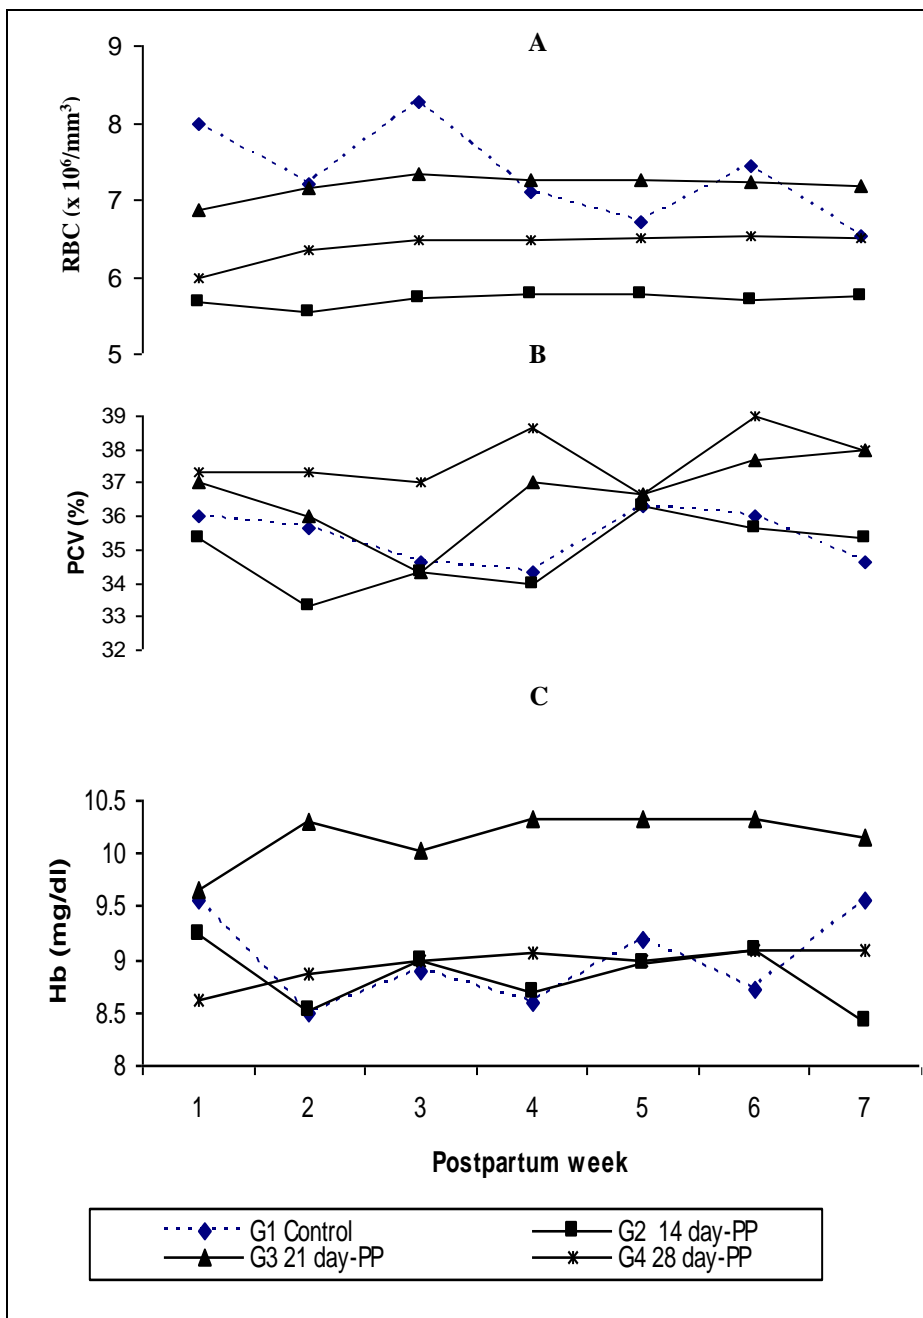 A
9
8
7
6
5
RBC (x 10⁶/mm³)
B
39
38
37
36
35
34
33
32
PCV (%)
C
10.5
10
9.5
9
8.5
8
Hb (mg/dl)
1 2 3 4 5 6 7
Postpartum week
G1 Control G2 14 day-PP
G3 21 day-PP G4 28 day-PP